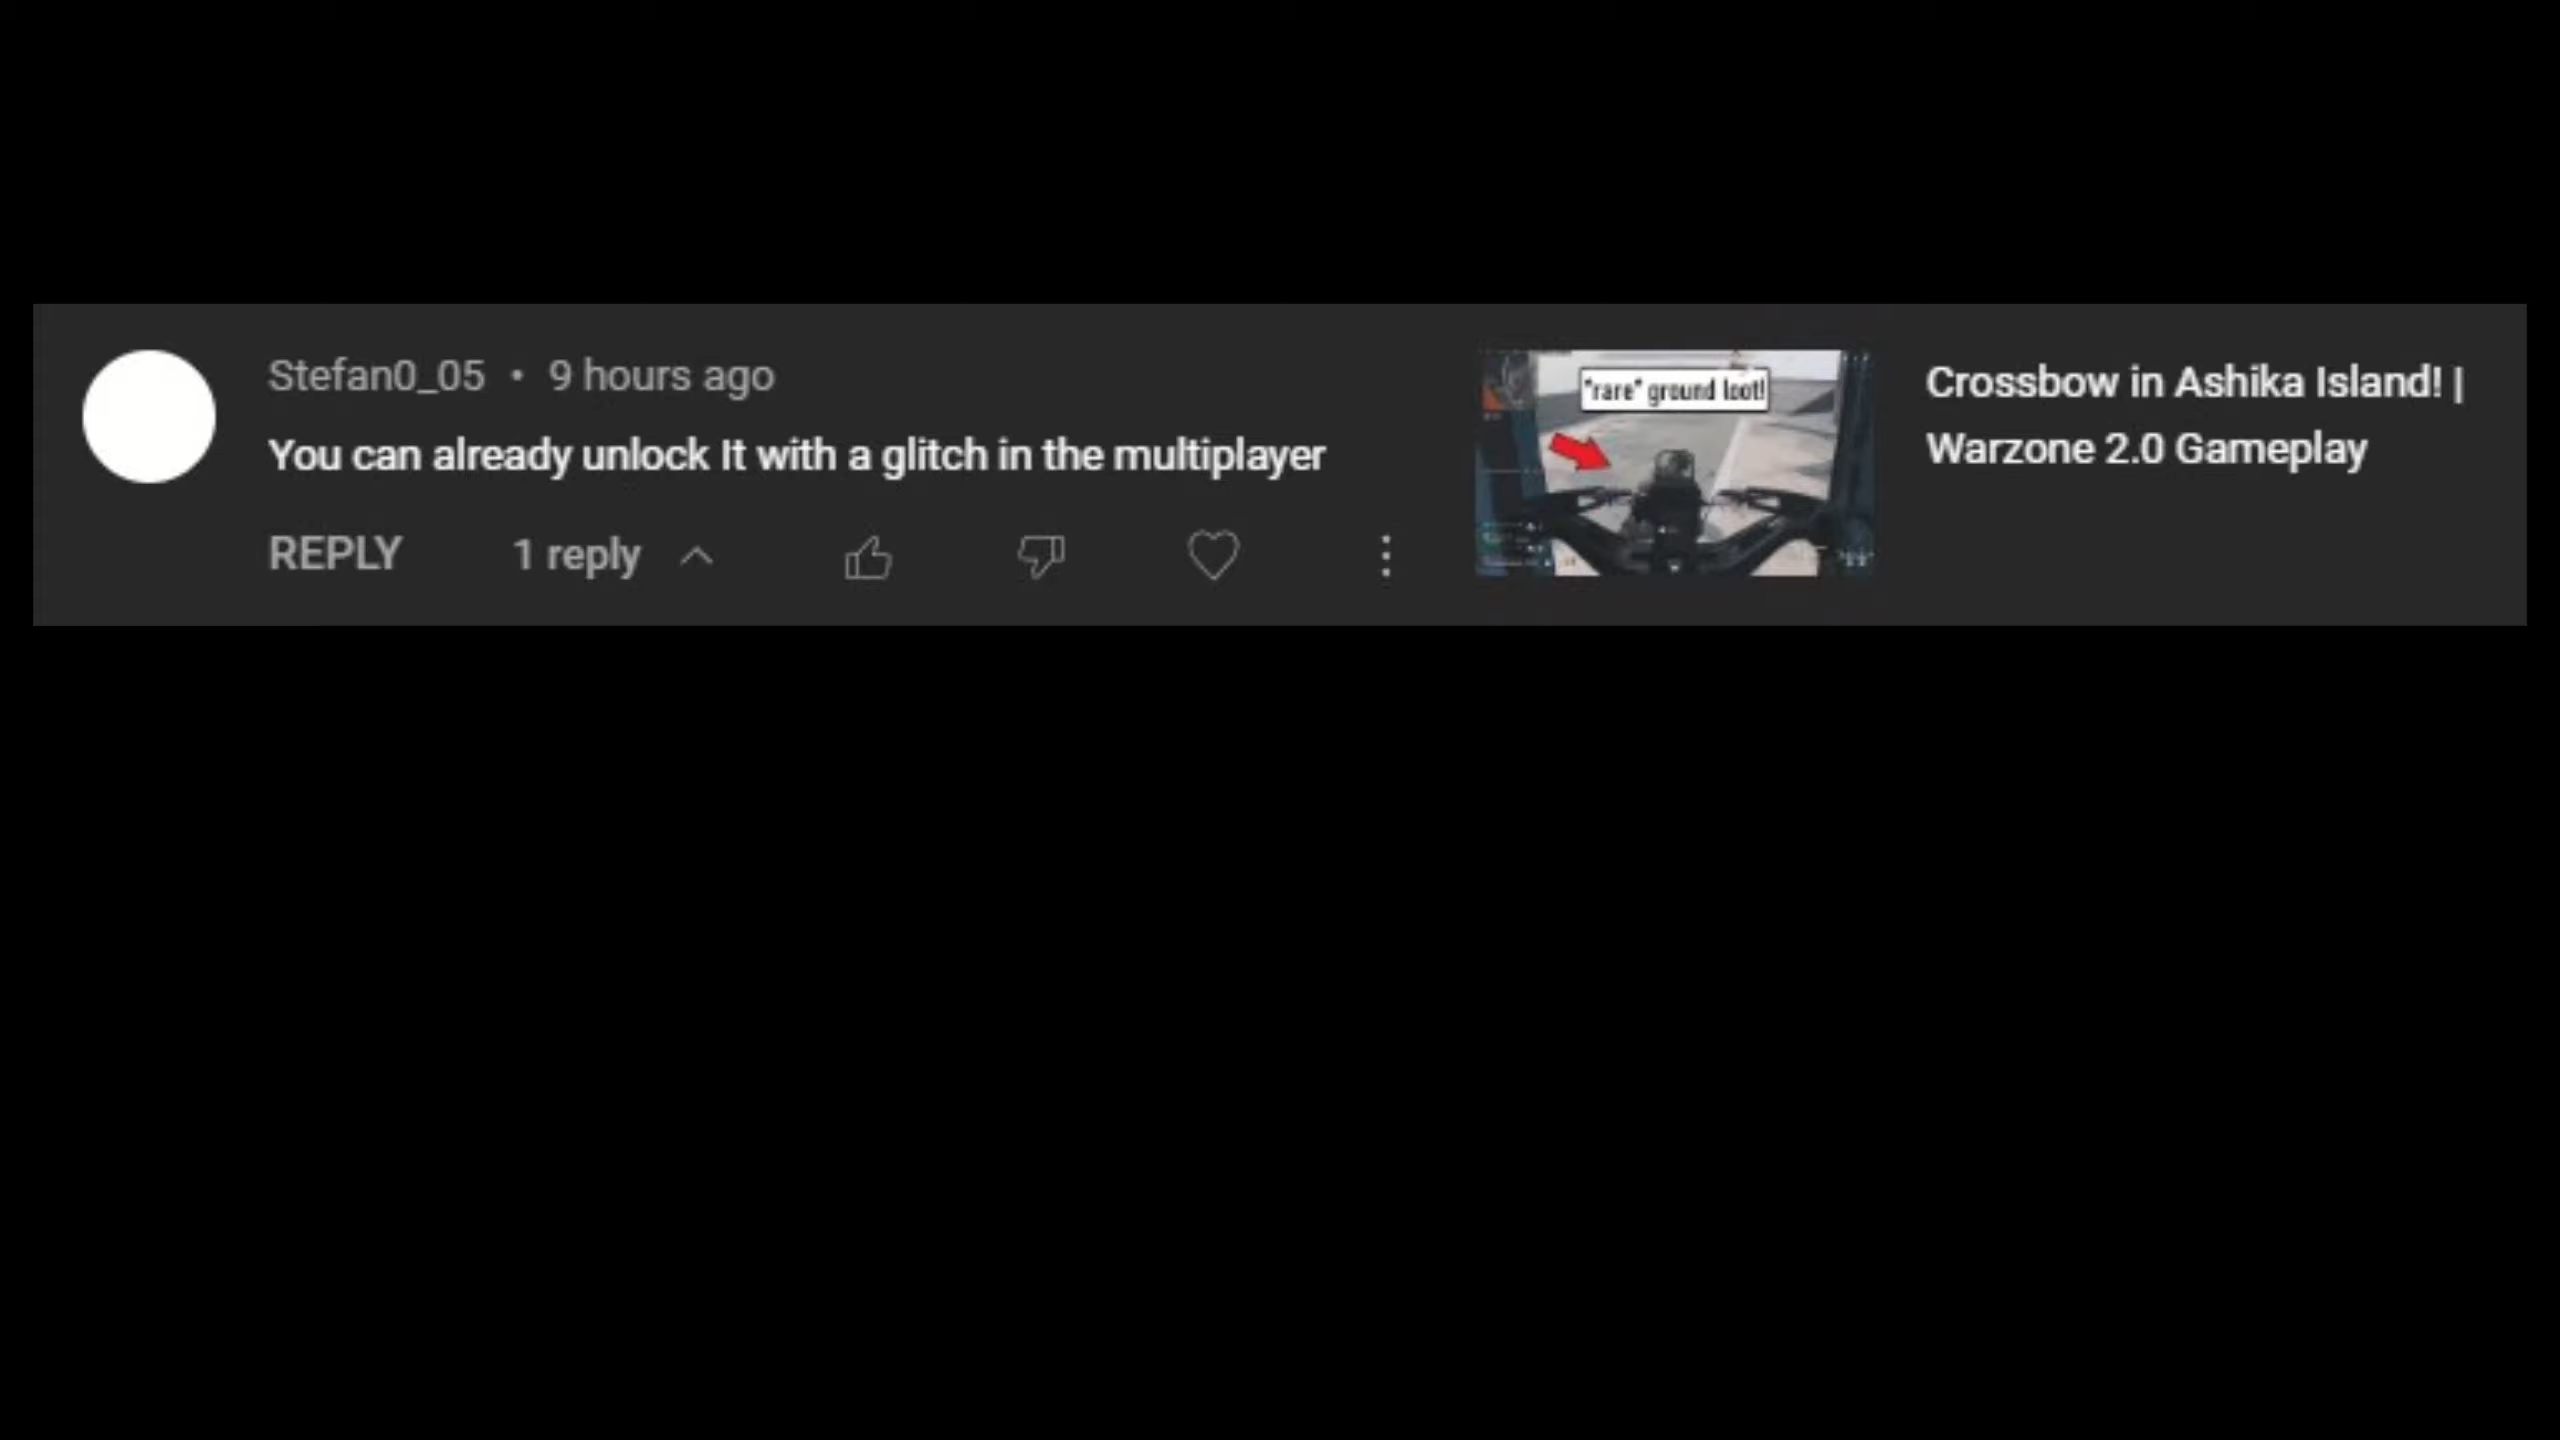 Stefan0_05 • 9 hours ago
You can already unlock It with a glitch in the multiplayer
REPLY 1 reply
*rare* ground loot!
Crossbow in Ashika Island! |
Warzone 2.0 Gameplay